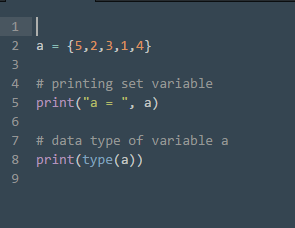 1
2 a = {5,2,3,1,4}
3
4 # printing set variable
5 print("a = ", a)
6
7 # data type of variable a
8 print(type(a))
9